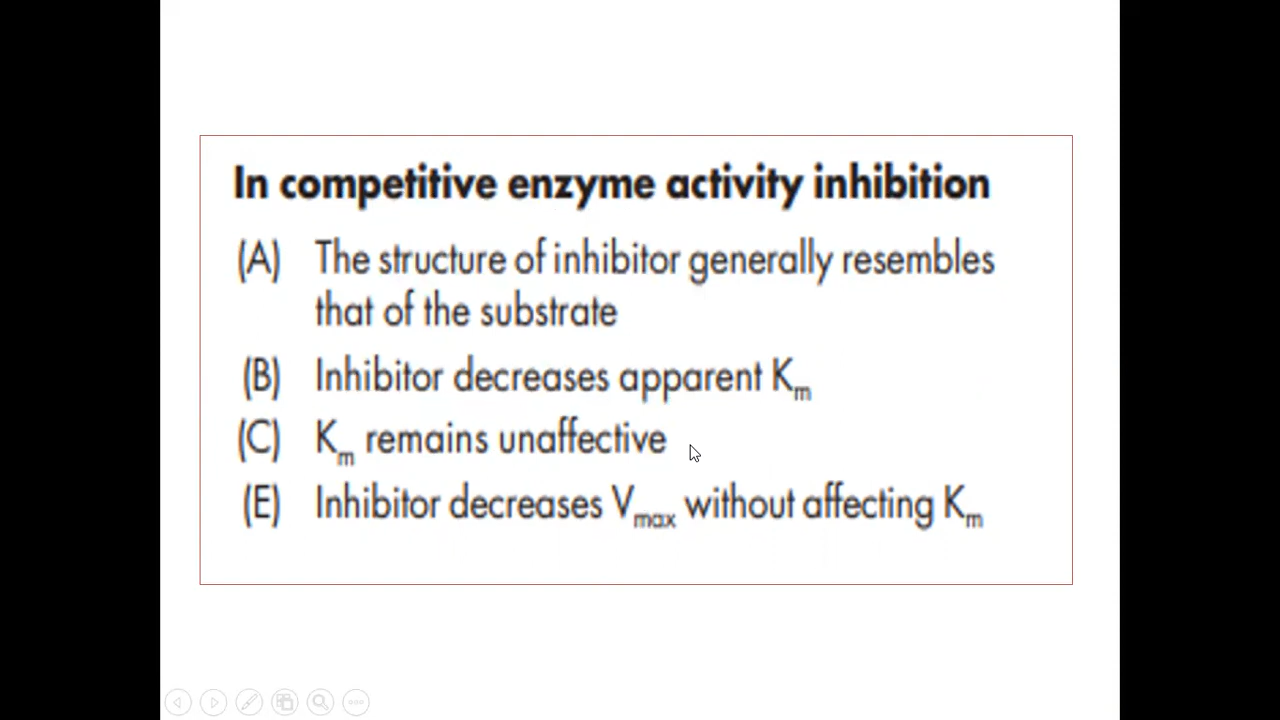 In competitive enzyme activity inhibition
(A) The structure of inhibitor generally resembles
that of the substrate
(B) Inhibitor decreases apparent Km
(C) Km remains unaffective
(E) Inhibitor decreases Vmax without affecting Km